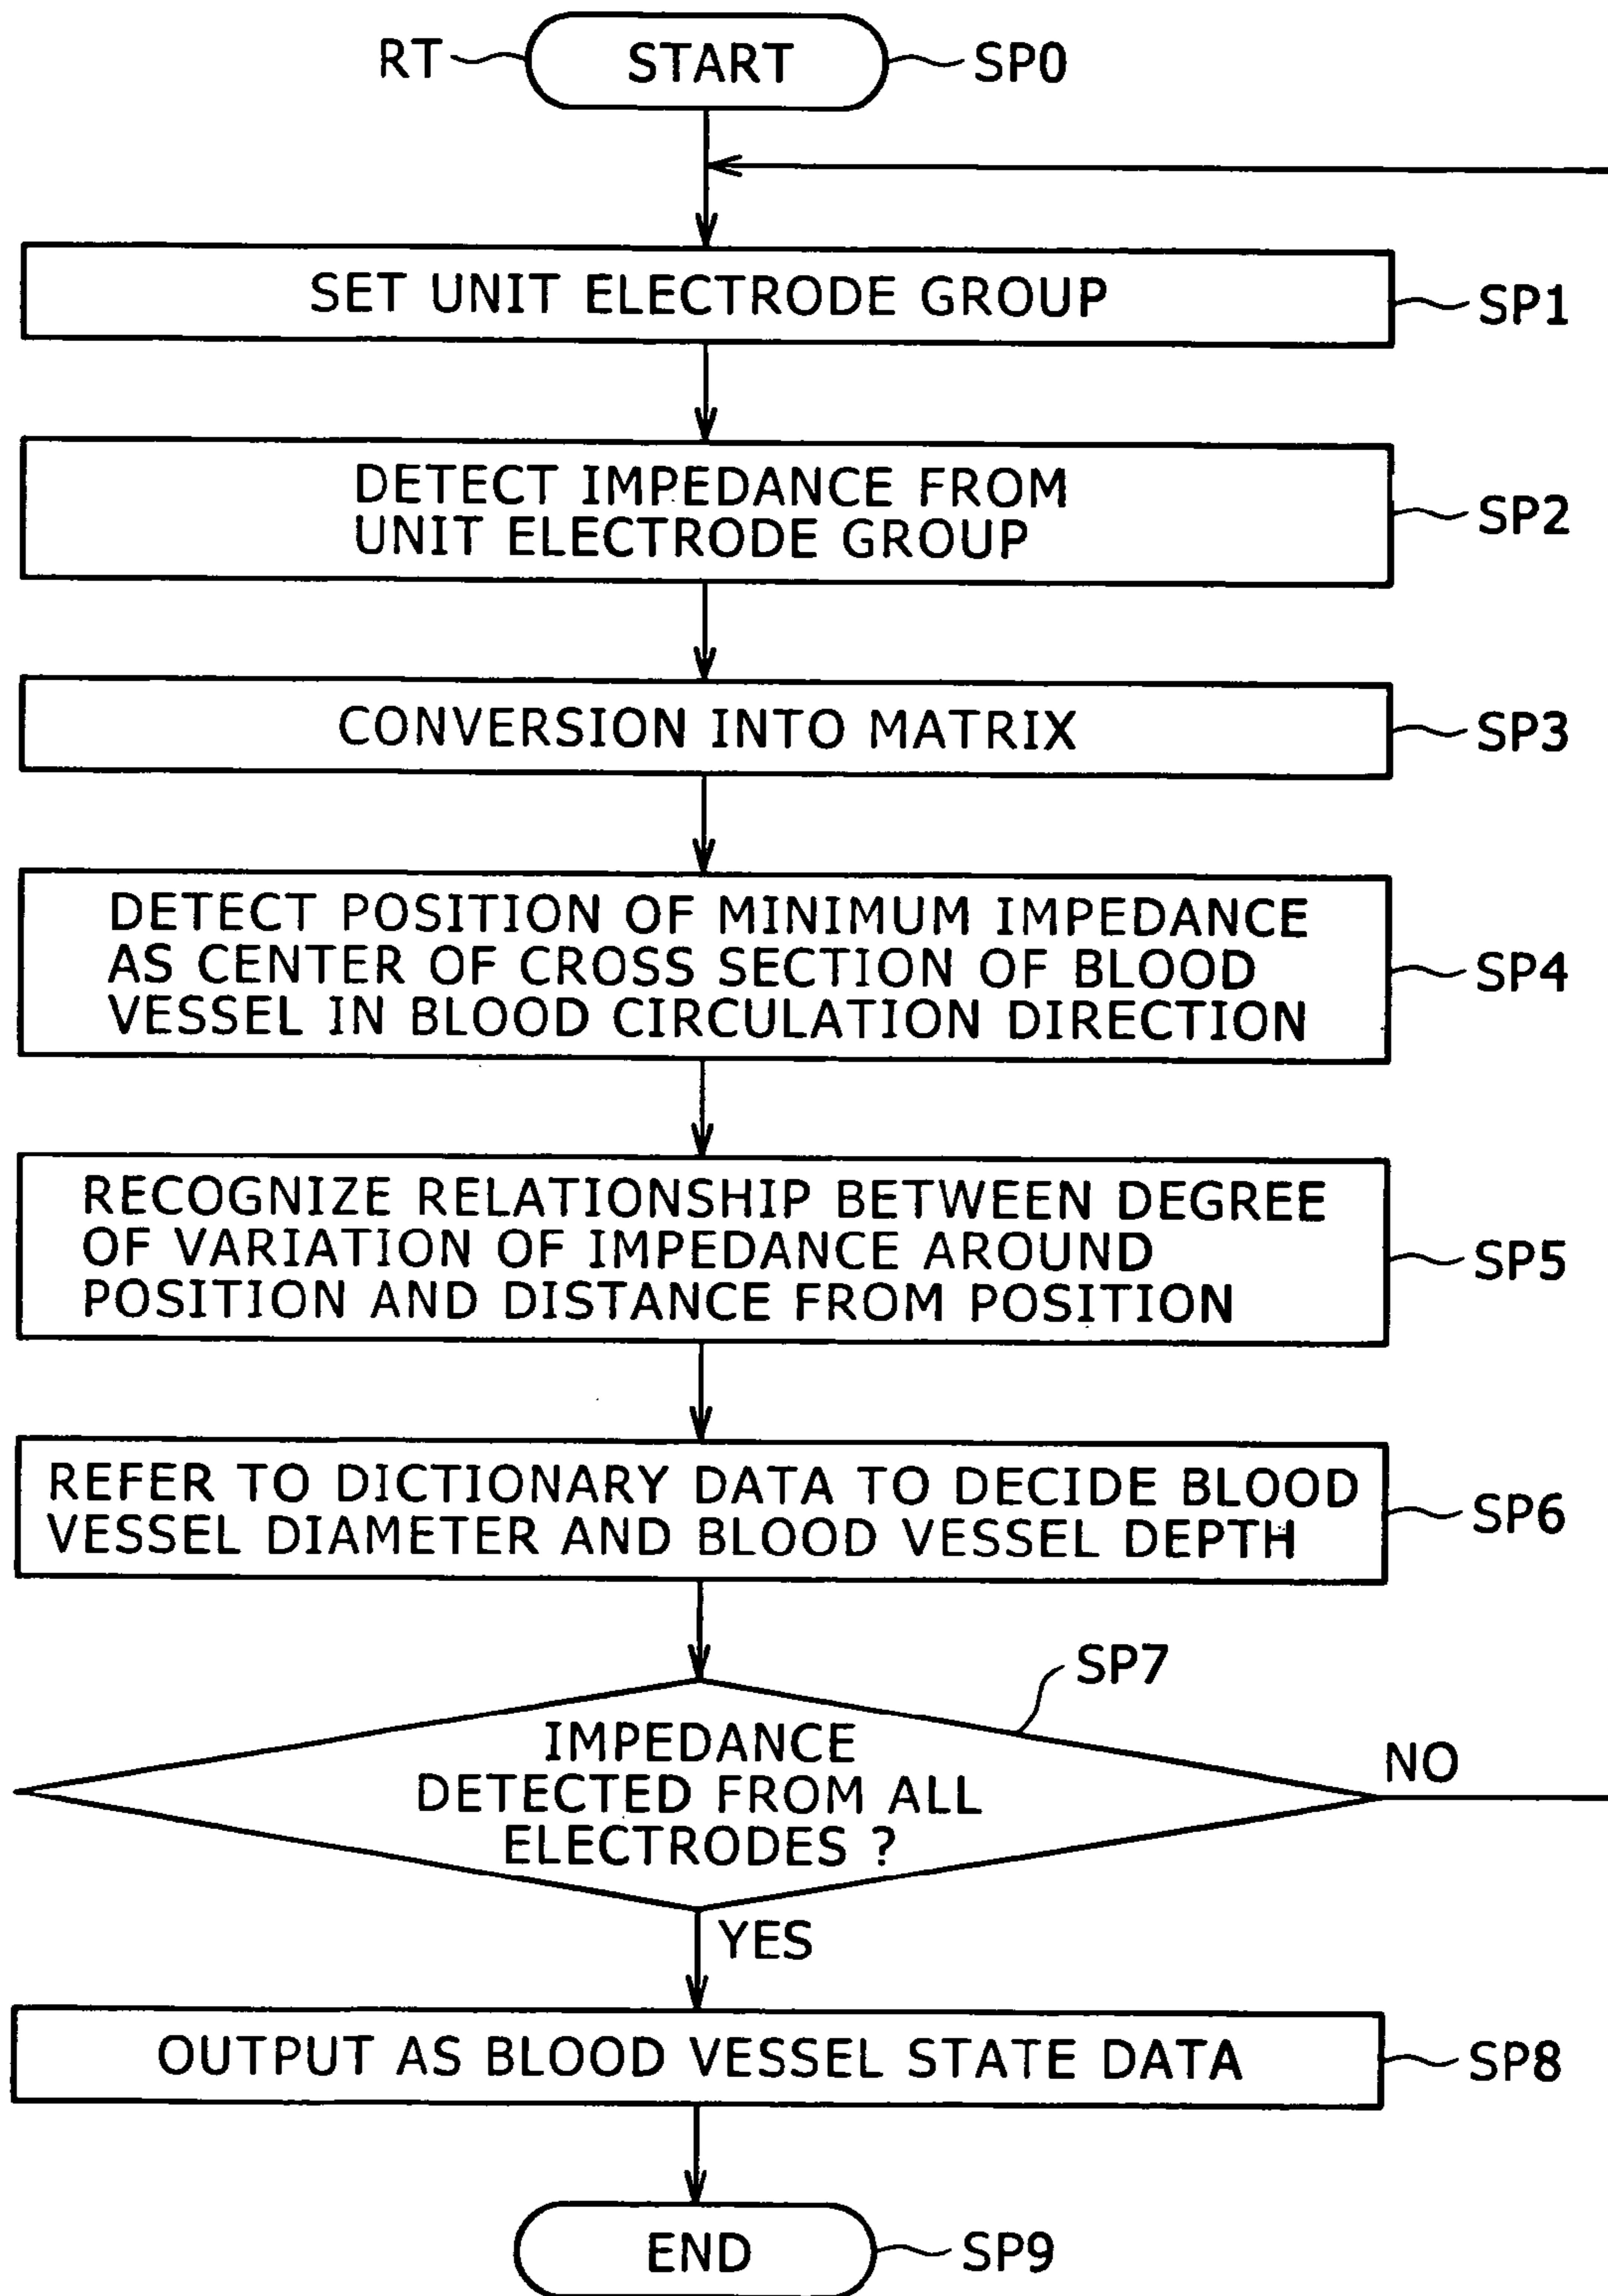 RT
START
SP0
SET UNIT ELECTRODE GROUP
SP1
DETECT IMPEDANCE FROM
UNIT ELECTRODE GROUP
SP2
CONVERSION INTO MATRIX
SP3
DETECT POSITION OF MINIMUM IMPEDANCE
AS CENTER OF CROSS SECTION OF BLOOD
VESSEL IN BLOOD CIRCULATION DIRECTION
SP4
RECOGNIZE RELATIONSHIP BETWEEN DEGREE
OF VARIATION OF IMPEDANCE AROUND
POSITION AND DISTANCE FROM POSITION
SP5
REFER TO DICTIONARY DATA TO DECIDE BLOOD
VESSEL DIAMETER AND BLOOD VESSEL DEPTH
SP6
SP7
IMPEDANCE
DETECTED FROM ALL
ELECTRODES ?
NO
YES
OUTPUT AS BLOOD VESSEL STATE DATA
SP8
END
SP9